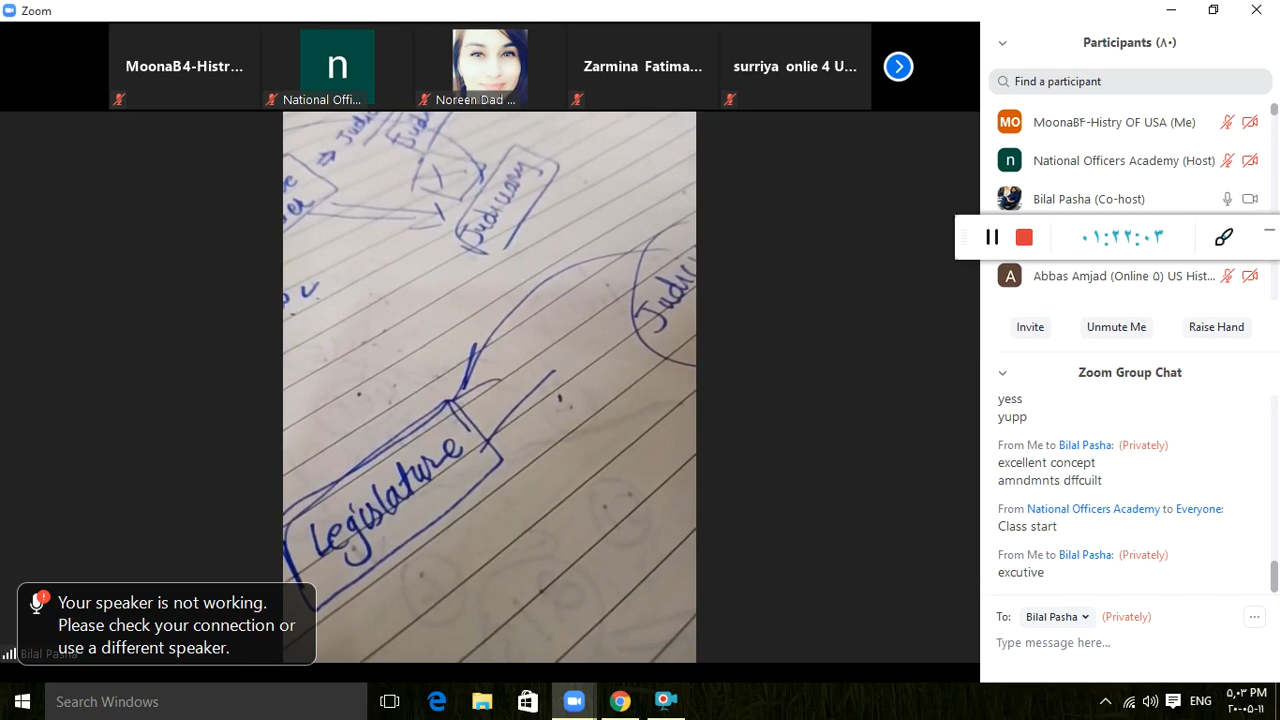 Zoom
MoonaB4-Histr...
n
National Offi...
Noreen Dad ...
Zarmina Fatima...
surriya onlie 4 U...
Participants (٨٠)
Find a participant
MO
MoonaB۴-Histry OF USA (Me)
n
National Officers Academy (Host)
Bilal Pasha (Co-host)
٠١:٢٢:٠٣
A
Abbas Amjad (Online ۵) US Hist...
Invite
Unmute Me
Raise Hand
Zoom Group Chat
yess
yupp
From Me to Bilal Pasha: (Privately)
excellent concept
amndmnts dffcuilt
From National Officers Academy to Everyone:
Class start
From Me to Bilal Pasha: (Privately)
excutive
To: Bilal Pasha (Privately)
Type message here...
Judiciary
Legislature
Your speaker is not working.
Please check your connection or
use a different speaker.
Bilal Pasha
Search Windows
ENG
۵,٠٣ PM